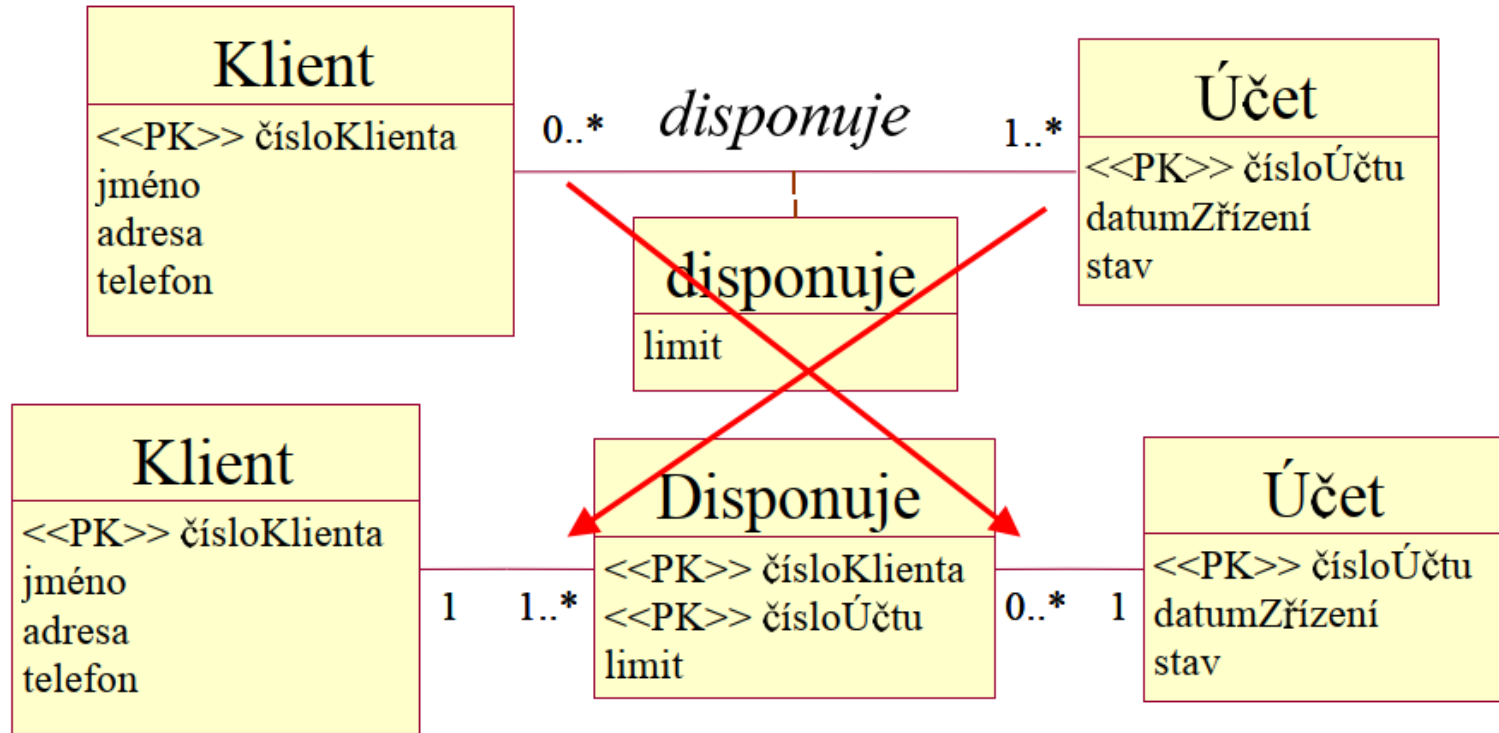 Klient
<<PK>> čísloKlienta
jméno
adresa
telefon
0..* disponuje 1..*
disponuje
limit
Účet
<<PK>> čísloÚčtu
datumZřízení
stav
Klient
<<PK>> čísloKlienta
jméno
adresa
telefon
1 1..*
Disponuje
<<PK>> čísloKlienta
<<PK>> čísloÚčtu
limit
0..* 1
Účet
<<PK>> čísloÚčtu
datumZřízení
stav